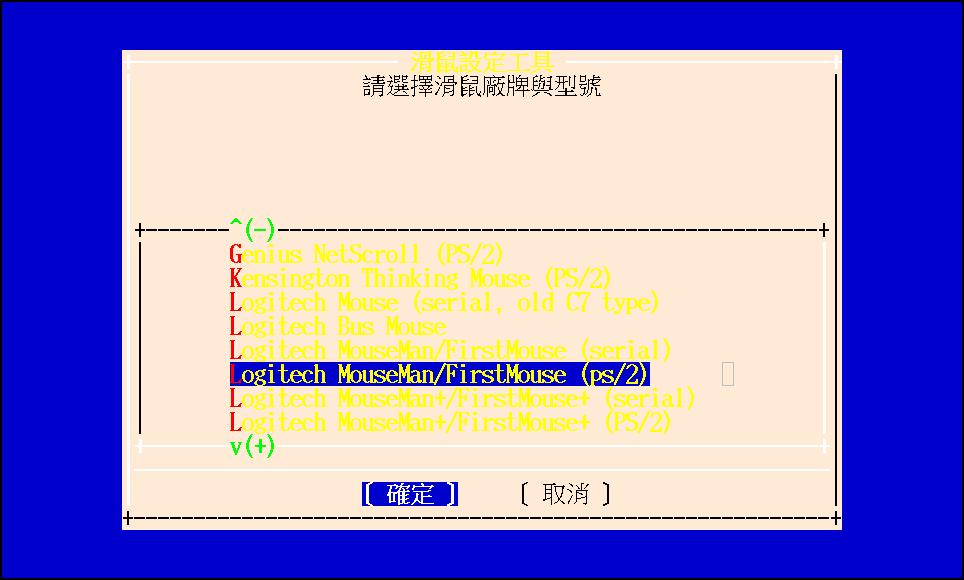 滑鼠設定工具
請選擇滑鼠廠牌與型號
^(-)
Genius NetScroll (PS/2)
Kensington Thinking Mouse (PS/2)
Logitech Mouse (serial, old C7 type)
Logitech Bus Mouse
Logitech MouseMan/FirstMouse (serial)
Logitech MouseMan/FirstMouse (ps/2)
Logitech MouseMan+/FirstMouse+ (serial)
Logitech MouseMan+/FirstMouse+ (PS/2)
v(+)
[ 確定 ] [ 取消 ]